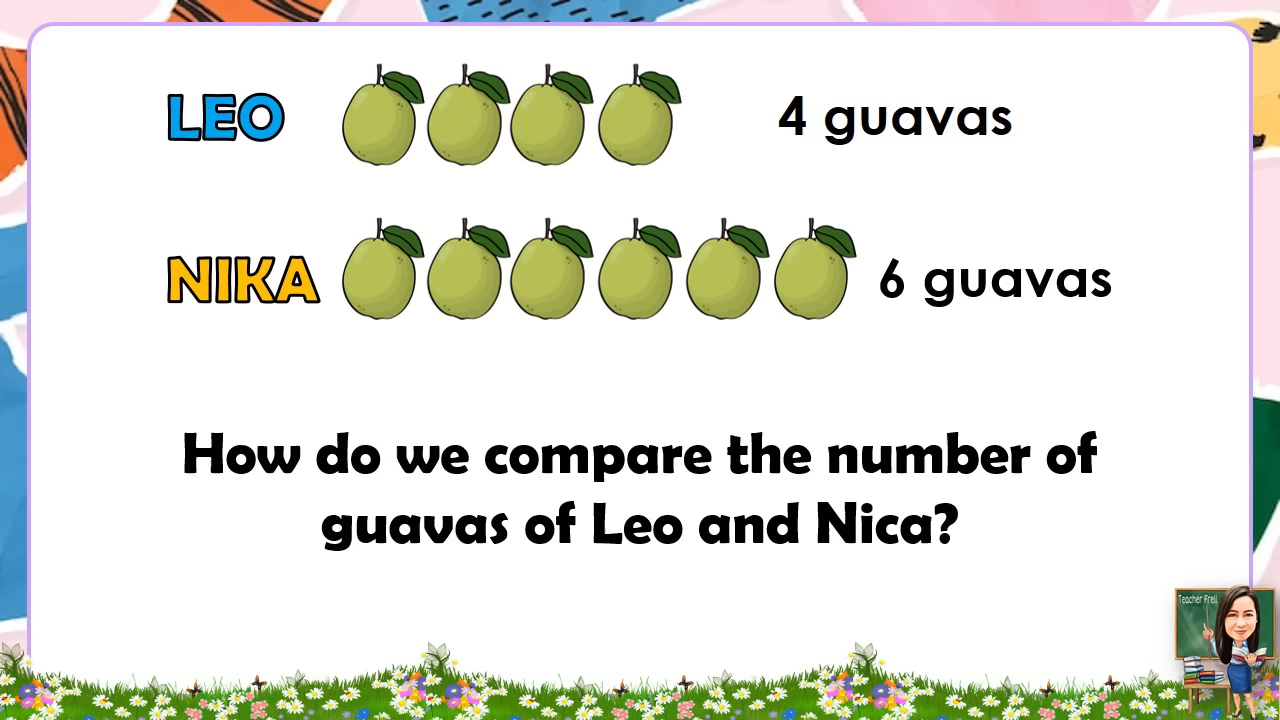 LEO 4 guavas
NIKA 6 guavas
How do we compare the number of
guavas of Leo and Nica?
Teacher Frell